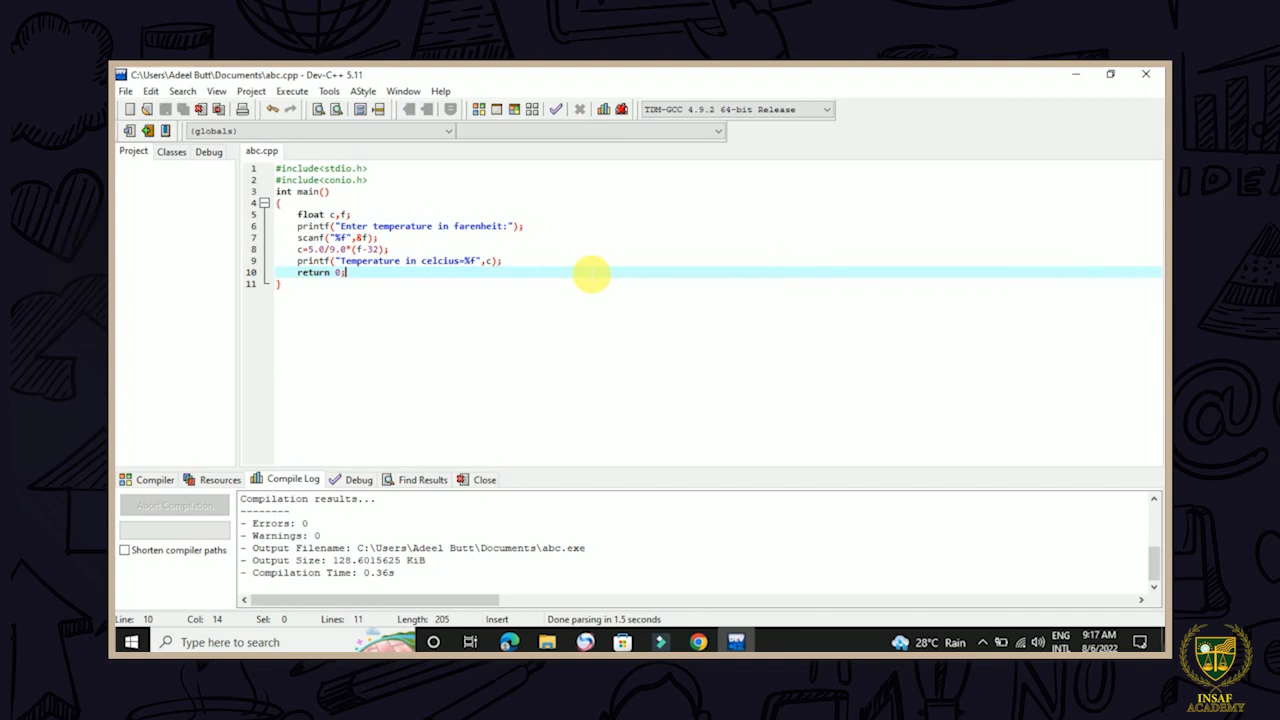 C:\Users\Adeel Butt\Documents\abc.cpp - Dev-C++ 5.11
File Edit Search View Project Execute Tools AStyle Window Help
TDM-GCC 4.9.2 64-bit Release
(globals)
Project Classes Debug
abc.cpp
1 #include<stdio.h>
2 #include<conio.h>
3 int main()
4 {
5 float c,f;
6 printf("Enter temperature in farenheit:");
7 scanf("%f",&f);
8 c=5.0/9.0*(f-32);
9 printf("Temperature in celcius=%f",c);
10 return 0;
11 }
Compiler Resources Compile Log Debug Find Results Close
Abort Compilation
Shorten compiler paths
Compilation results...
--------
- Errors: 0
- Warnings: 0
- Output Filename: C:\Users\Adeel Butt\Documents\abc.exe
- Output Size: 128.6015625 KiB
- Compilation Time: 0.36s
Line: 10 Col: 14 Sel: 0 Lines: 11 Length: 205 Insert Done parsing in 1.5 seconds
Type here to search
DEV
28°C Rain
ENG
INTL
9:17 AM
8/6/2022
IDEA
NO
INSAF
ACADEMY